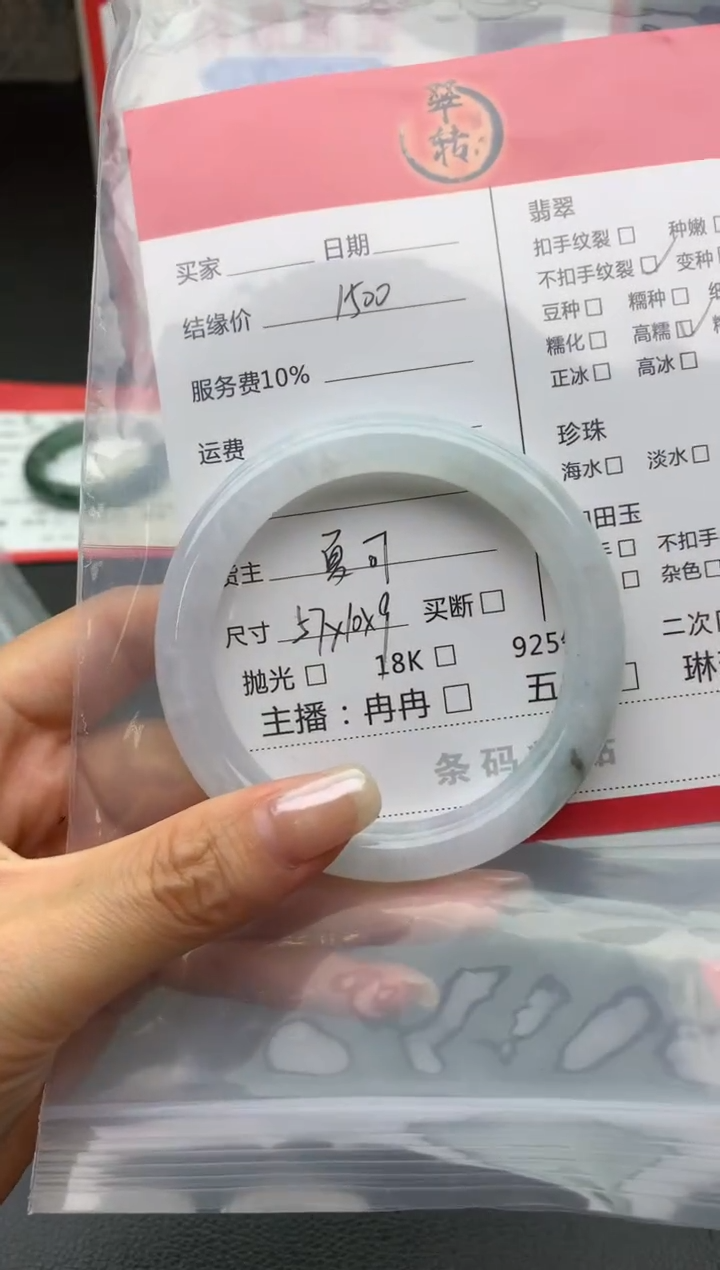 翠
转
买家 日期
结缘价 1500
服务费10%
运费
货主 夏可
尺寸 57x10x9 买断
抛光 18K 925
主播：冉冉 五
条码
翡翠
扣手纹裂 种嫩
不扣手纹裂 变种
豆种 糯种
糯化 高糯
正冰 高冰
珍珠
海水 淡水
田玉
不扣手
杂色
二次
琳